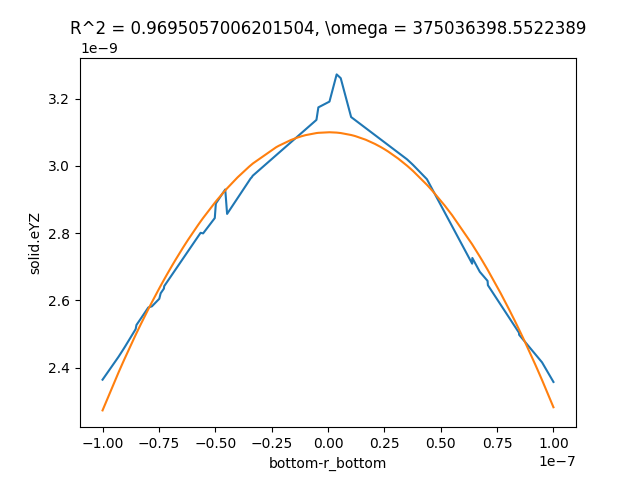 R^2 = 0.9695057006201504, \omega = 375036398.5522389
1e−9
3.2
3.0
2.8
2.6
2.4
solid.eYZ
−1.00 −0.75 −0.50 −0.25 0.00 0.25 0.50 0.75 1.00
1e−7
bottom-r_bottom